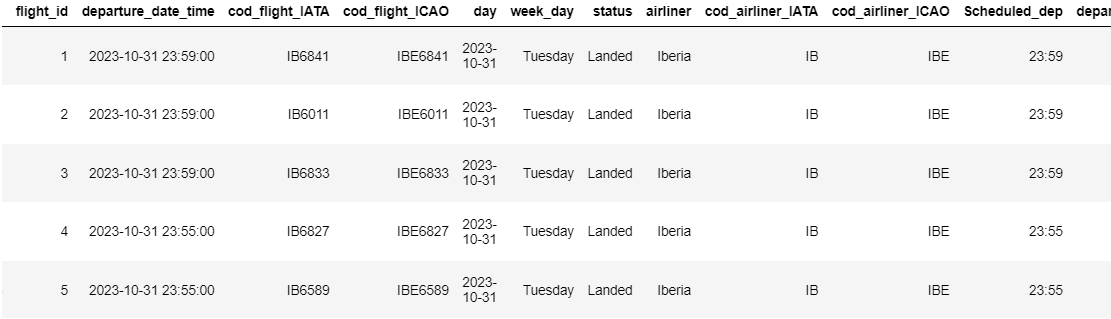 flight_id departure_date_time cod_flight_IATA cod_flight_ICAO day week_day status airliner cod_airliner_IATA cod_airliner_ICAO Scheduled_dep depar
1 2023-10-31 23:59:00 IB6841 IBE6841 2023-
10-31 Tuesday Landed Iberia IB IBE 23:59
2 2023-10-31 23:59:00 IB6011 IBE6011 2023-
10-31 Tuesday Landed Iberia IB IBE 23:59
3 2023-10-31 23:59:00 IB6833 IBE6833 2023-
10-31 Tuesday Landed Iberia IB IBE 23:59
4 2023-10-31 23:55:00 IB6827 IBE6827 2023-
10-31 Tuesday Landed Iberia IB IBE 23:55
5 2023-10-31 23:55:00 IB6589 IBE6589 2023-
10-31 Tuesday Landed Iberia IB IBE 23:55